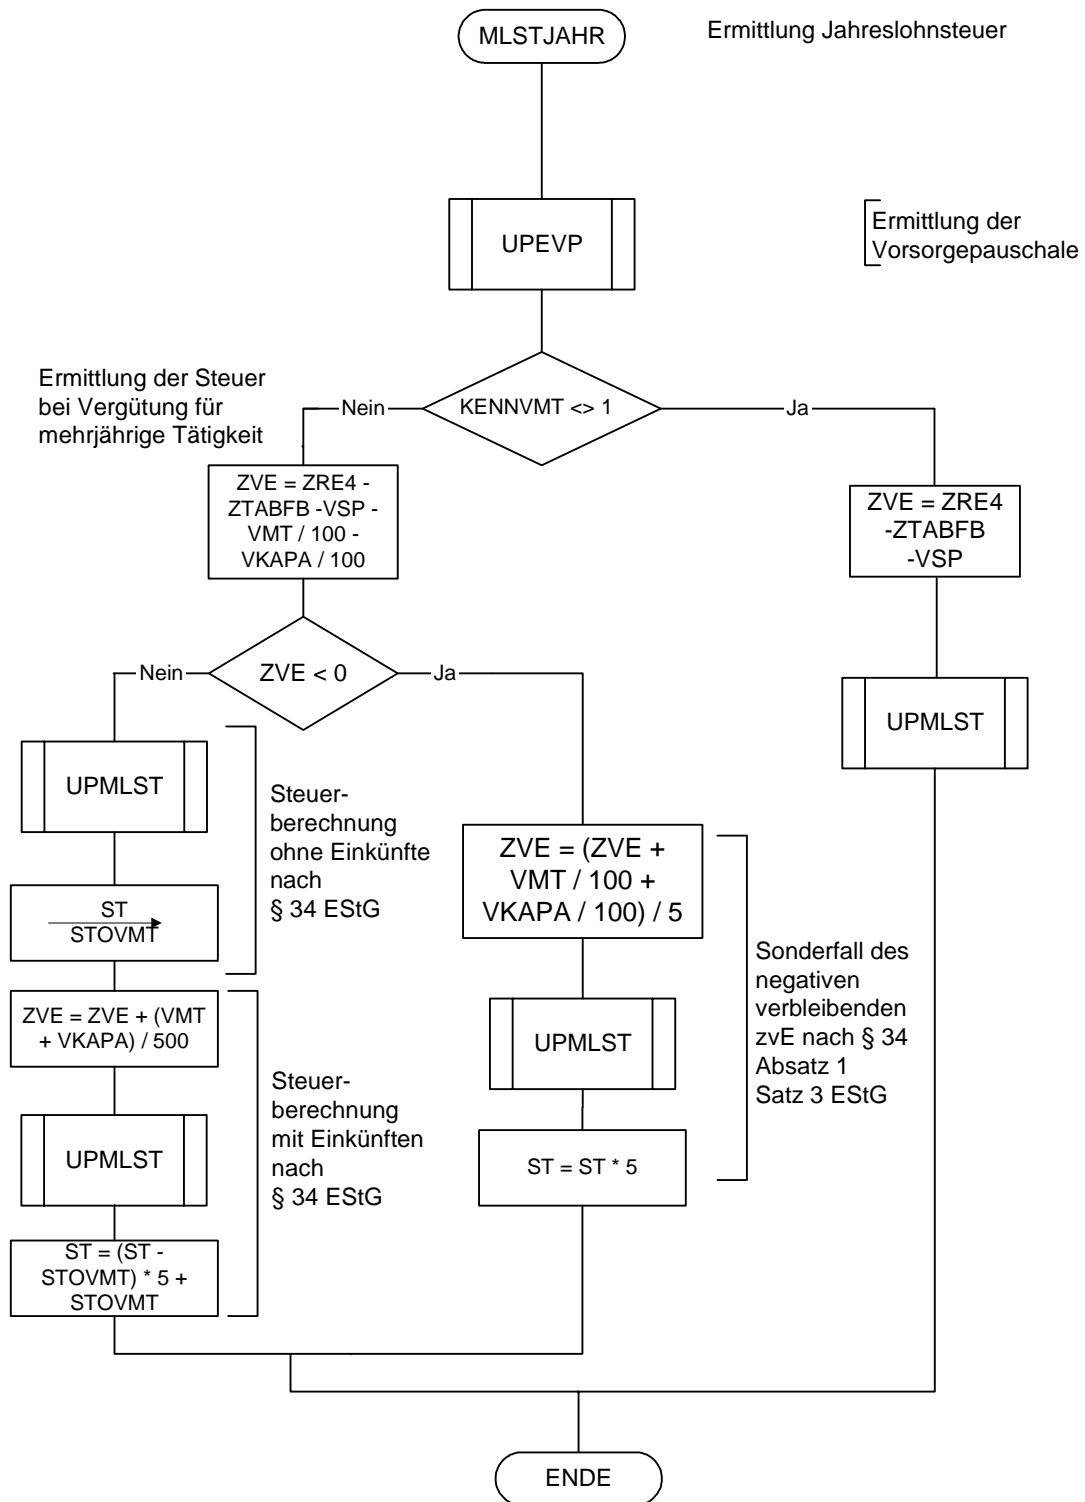 MLSTJAHR
Ermittlung Jahreslohnsteuer
UPEVP
Ermittlung der
Vorsorgepauschale
Ermittlung der Steuer
bei Vergütung für
mehrjährige Tätigkeit
Nein
KENNVMT <> 1
Ja
ZVE = ZRE4 -
ZTABFB -VSP -
VMT / 100 -
VKAPA / 100
ZVE = ZRE4
-ZTABFB
-VSP
Nein
ZVE < 0
Ja
UPMLST
UPMLST
Steuer-
berechnung
ohne Einkünfte
nach
§ 34 EStG
ST
STOVMT
ZVE = (ZVE +
VMT / 100 +
VKAPA / 100) / 5
Sonderfall des
negativen
verbleibenden
zvE nach § 34
Absatz 1
Satz 3 EStG
ZVE = ZVE + (VMT
+ VKAPA) / 500
UPMLST
Steuer-
berechnung
mit Einkünften
nach
§ 34 EStG
UPMLST
ST = ST * 5
ST = (ST -
STOVMT) * 5 +
STOVMT
ENDE